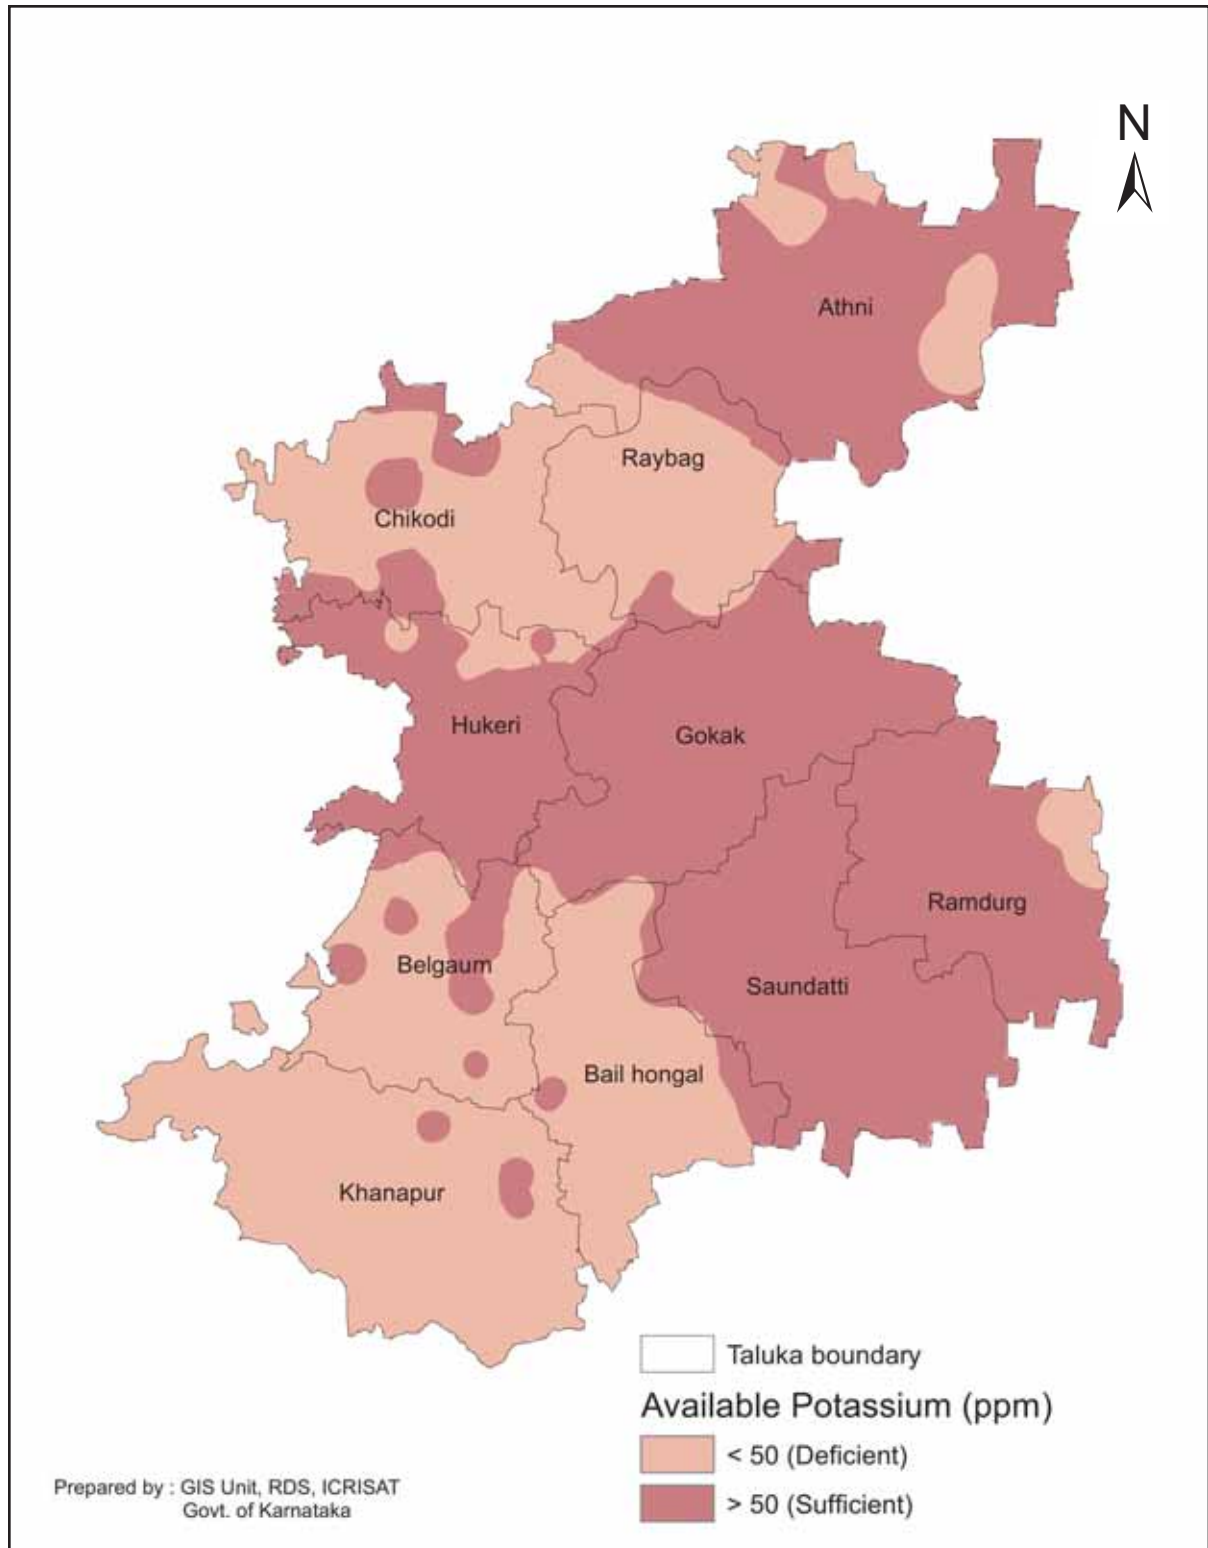 N
Athni
Raybag
Chikodi
Hukeri
Gokak
Ramdurg
Belgaum
Saundatti
Bail hongal
Khanapur
Taluka boundary
Available Potassium (ppm)
< 50 (Deficient)
> 50 (Sufficient)
Prepared by : GIS Unit, RDS, ICRISAT
Govt. of Karnataka